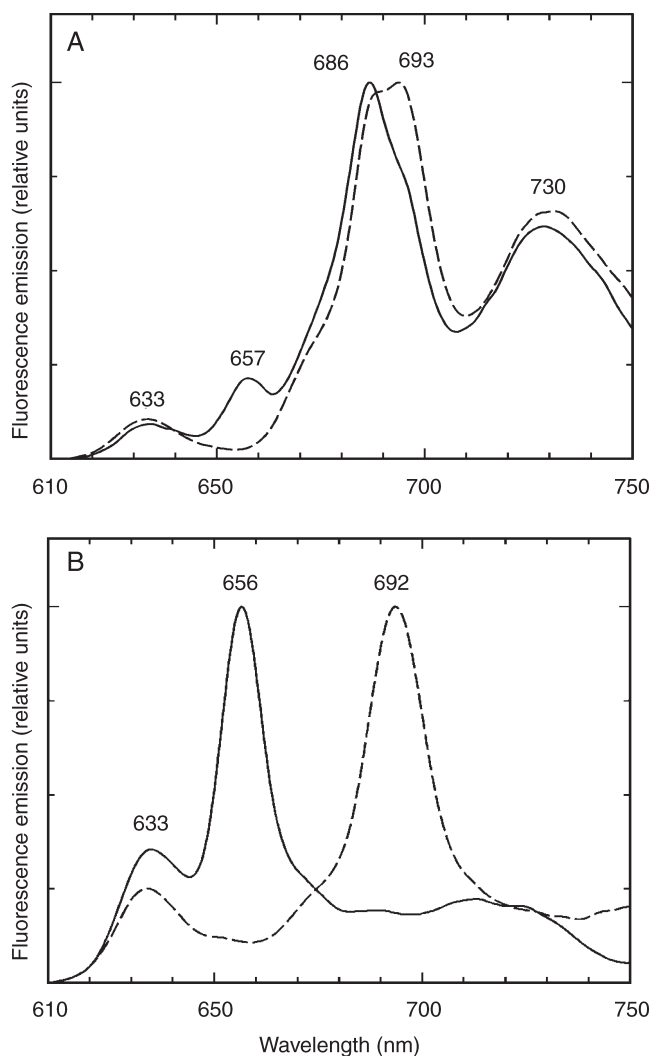 A
686 693
730
657
633
Fluorescence emission (relative units)
610 650 700 750
B
656 692
633
Fluorescence emission (relative units)
610 650 700 750
Wavelength (nm)